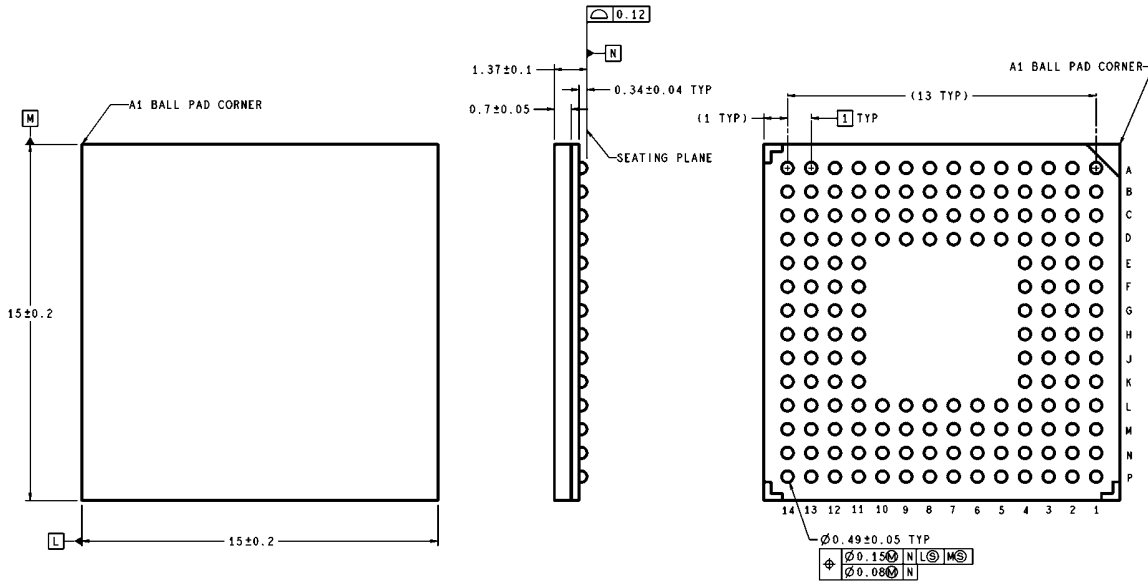 ⌓ 0.12
N
1.37±0.1
A1 BALL PAD CORNER
0.34±0.04 TYP
(13 TYP)
A1 BALL PAD CORNER
0.7±0.05
M
(1 TYP)
1 TYP
SEATING PLANE
A
B
C
D
E
F
G
15±0.2
H
J
K
L
M
N
P
14 13 12 11 10 9 8 7 6 5 4 3 2 1
L
15±0.2
Ø0.49±0.05 TYP
⌖ Ø0.15Ⓜ N LⓈ MⓈ
Ø0.08Ⓜ N